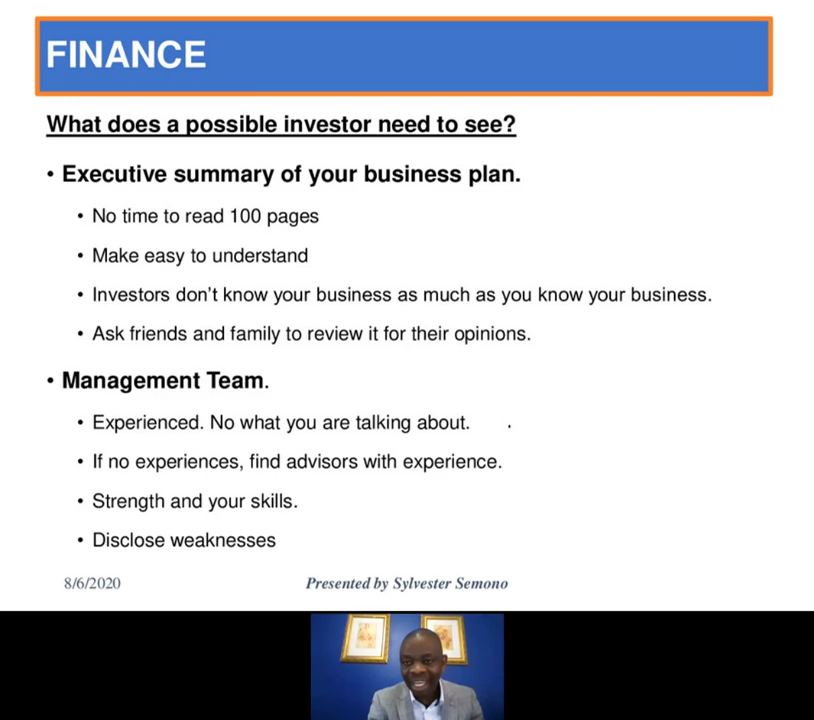 FINANCE
What does a possible investor need to see?
• Executive summary of your business plan.
• No time to read 100 pages
• Make easy to understand
• Investors don’t know your business as much as you know your business.
• Ask friends and family to review it for their opinions.
• Management Team.
• Experienced. No what you are talking about.
• If no experiences, find advisors with experience.
• Strength and your skills.
• Disclose weaknesses
8/6/2020 Presented by Sylvester Semono